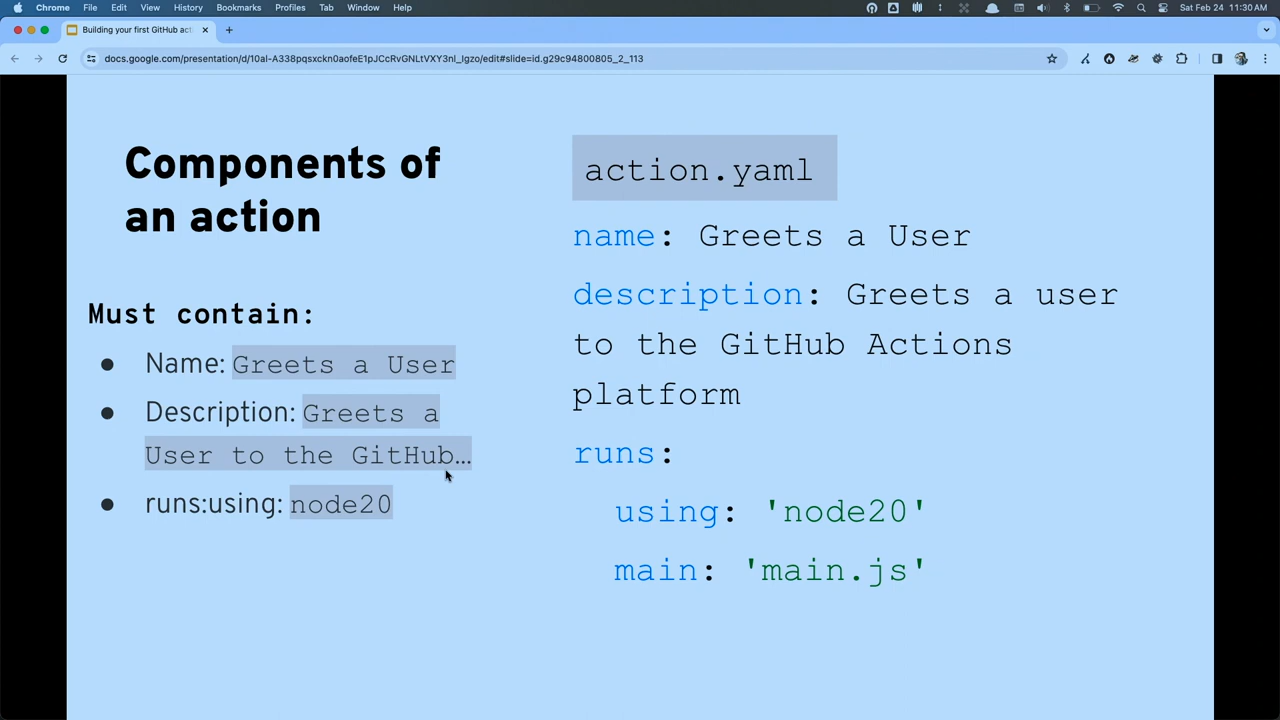 Chrome File Edit View History Bookmarks Profiles Tab Window Help Sat Feb 24 11:30 AM
Building your first GitHub ac
docs.google.com/presentation/d/10al-A338pqsxckn0aofeE1pJCcRvGNLtVXY3nl_Igzo/edit#slide=id.g29c94800805_2_113
Components of
an action
Must contain:
● Name: Greets a User
● Description: Greets a
User to the GitHub…
● runs:using: node20
action.yaml
name: Greets a User
description: Greets a user
to the GitHub Actions
platform
runs:
using: 'node20'
main: 'main.js'